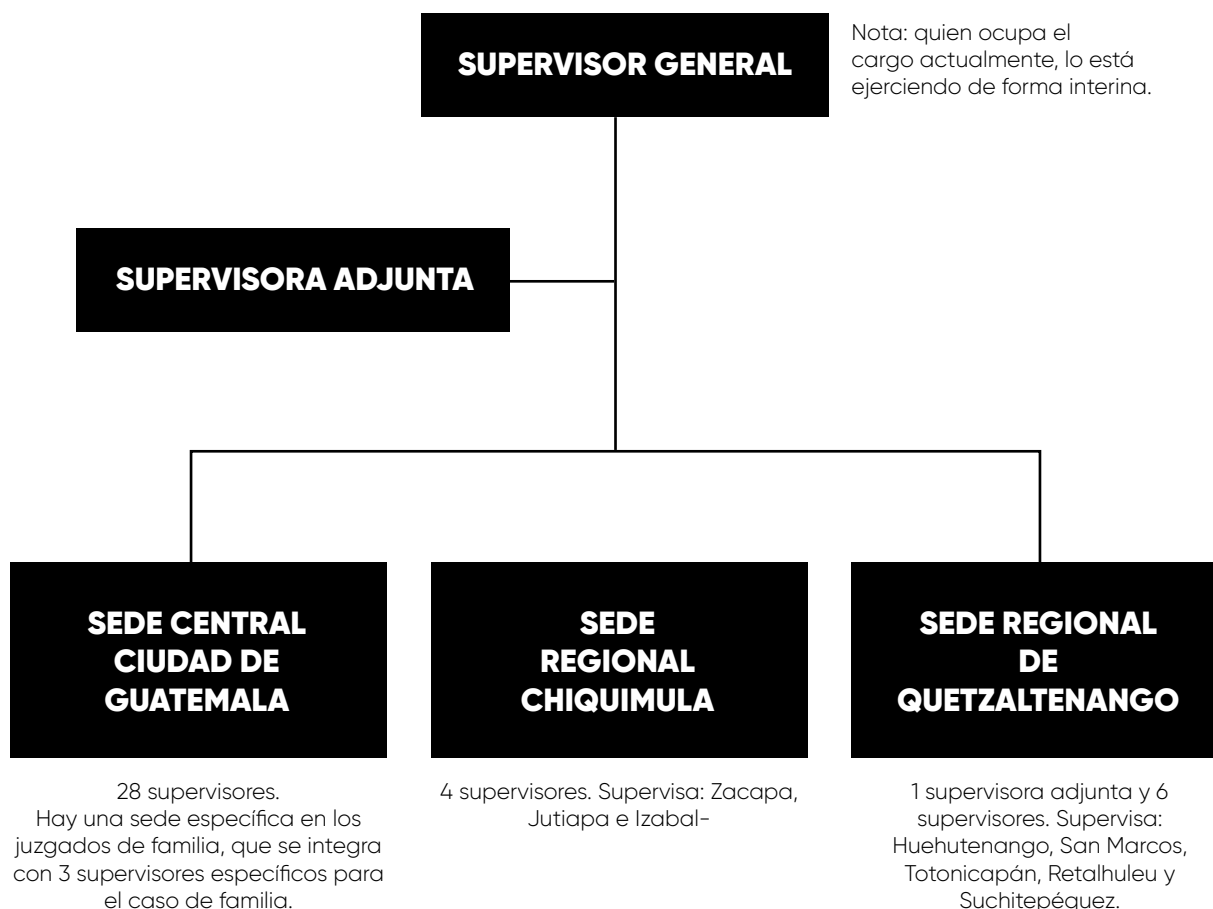 SUPERVISOR GENERAL
Nota: quien ocupa el
cargo actualmente, lo está
ejerciendo de forma interina.
SUPERVISORA ADJUNTA
SEDE CENTRAL
CIUDAD DE
GUATEMALA
28 supervisores.
Hay una sede específica en los
juzgados de familia, que se integra
con 3 supervisores específicos para
el caso de familia.
SEDE
REGIONAL
CHIQUIMULA
4 supervisores. Supervisa: Zacapa,
Jutiapa e Izabal-
SEDE REGIONAL
DE
QUETZALTENANGO
1 supervisora adjunta y 6
supervisores. Supervisa:
Huehutenango, San Marcos,
Totonicapán, Retalhuleu y
Suchitepéquez.